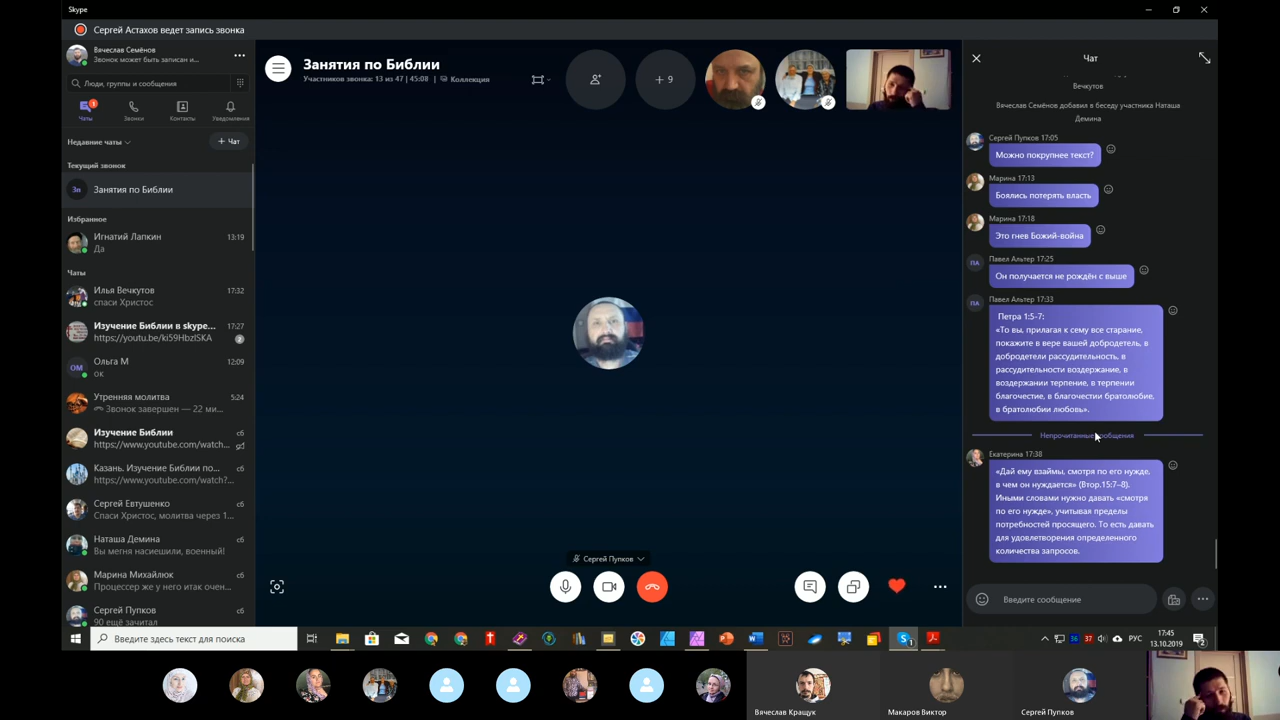 Skype
Сергей Астахов ведет запись звонка
Вячеслав Семёнов
Звонок может быть записан и...
Люди, группы и сообщения
1
Чаты
Звонки
Контакты
Уведомления
Недавние чаты
+ Чат
Текущий звонок
Зя
Занятия по Библии
Избранное
Игнатий Лапкин
13:19
Да
Чаты
Илья Вечкутов
17:32
спаси Христос
Изучение Библии в skype...
17:27
https://youtu.be/ki59HbzISKA
2
ОМ
Ольга М
12:09
ок
Утренняя молитва
5:24
Звонок завершен — 22 ми...
Изучение Библии
сб
https://www.youtube.com/watch...
Казань. Изучение Библии по...
сб
https://www.youtube.com/watch?...
Сергей Евтушенко
сб
Спаси Христос, молитва через 1...
Наташа Демина
сб
Вы меня насмешили, военный!
Марина Михайлюк
сб
Процессор же у него итак очен...
Сергей Пупков
сб
90 ещё зачитал
Занятия по Библии
Участников звонка: 13 из 47 | 45:08 | Коллекция
+ 9
Сергей Пупков
Чат
Вечкутов
Вячеслав Семёнов добавил в беседу участника Наташа
Демина
Сергей Пупков 17:05
Можно покрупнее текст?
Марина 17:13
Боялись потерять власть
Марина 17:18
Это гнев Божий-война
ПА
Павел Альтер 17:25
Он получается не рождён с выше
ПА
Павел Альтер 17:33
Петра 1:5-7:
«То вы, прилагая к сему все старание,
покажите в вере вашей добродетель, в
добродетели рассудительность, в
рассудительности воздержание, в
воздержании терпение, в терпении
благочестие, в благочестии братолюбие,
в братолюбии любовь».
Непрочитанные сообщения
Екатерина 17:38
«Дай ему взаймы, смотря по его нужде,
в чем он нуждается» (Втор.15:7–8).
Иными словами нужно давать «смотря
по его нужде», учитывая пределы
потребностей просящего. То есть давать
для удовлетворения определенного
количества запросов.
Введите сообщение
Введите здесь текст для поиска
36
37
РУС
17:45
13.10.2019
2
Вячеслав Кращук
Макаров Виктор
Сергей Пупков